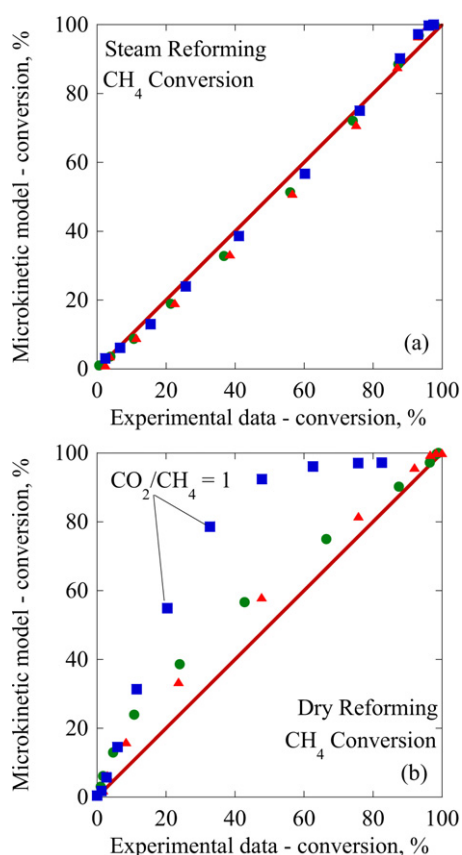 100
80
60
40
20
0
Microkinetic model - conversion, %
Steam Reforming
CH₄ Conversion
(a)
0 20 40 60 80 100
Experimental data - conversion, %
100
80
60
40
20
0
Microkinetic model - conversion, %
CO₂/CH₄ = 1
Dry Reforming
CH₄ Conversion
(b)
0 20 40 60 80 100
Experimental data - conversion, %